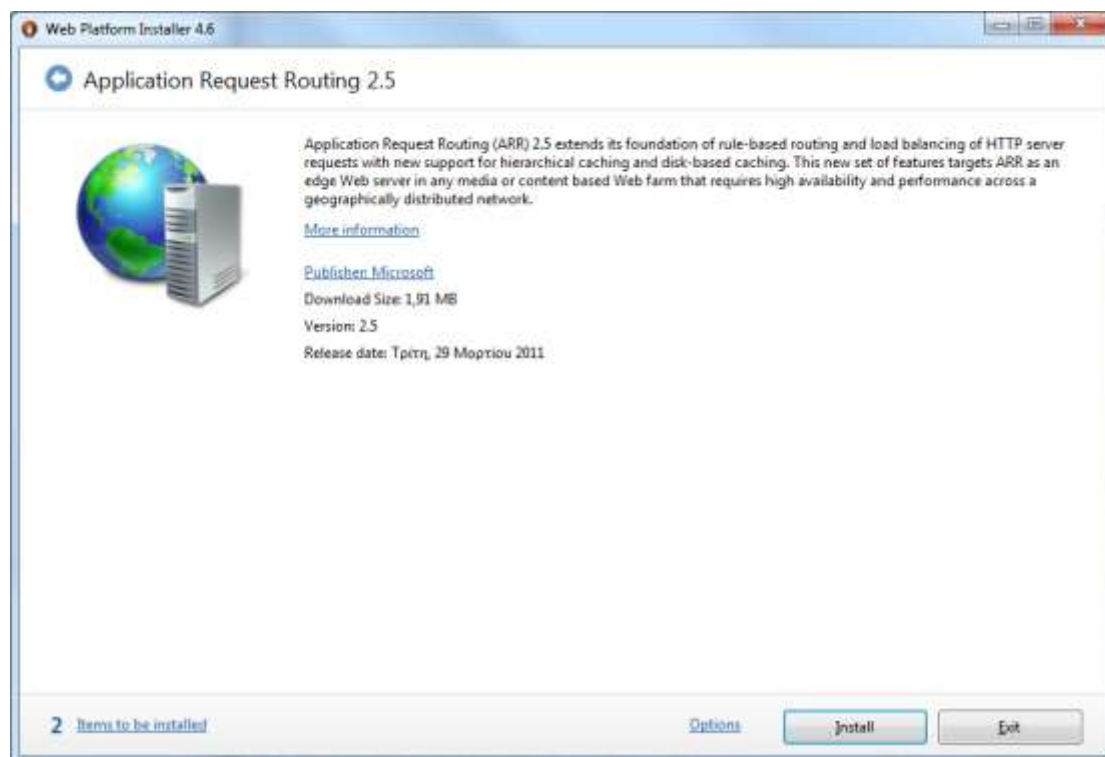 Web Platform Installer 4.6
Application Request Routing 2.5
Application Request Routing (ARR) 2.5 extends its foundation of rule-based routing and load balancing of HTTP server
requests with new support for hierarchical caching and disk-based caching. This new set of features targets ARR as an
edge Web server in any media or content based Web farm that requires high availability and performance across a
geographically distributed network.
More information
Publisher: Microsoft
Download Size: 1,91 MB
Version: 2.5
Release date: Τρίτη, 29 Μαρτίου 2011
2 Items to be installed
Options
Install
Exit